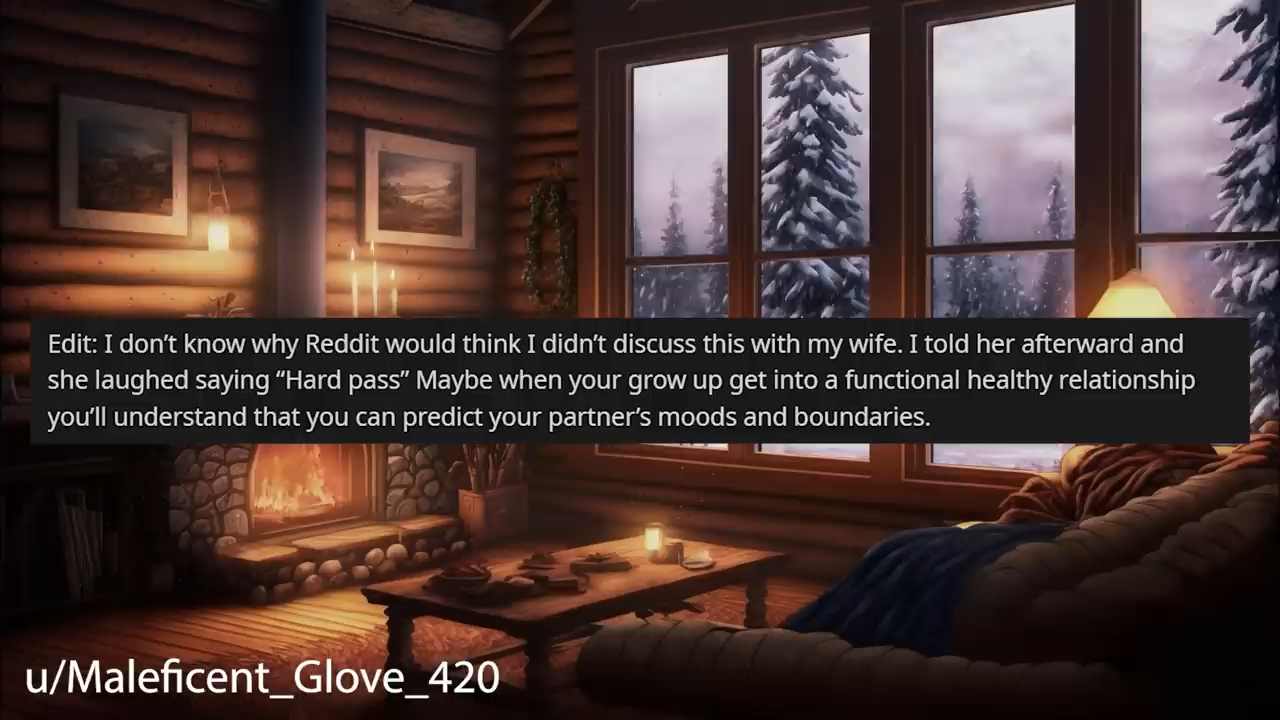 Edit: I don’t know why Reddit would think I didn’t discuss this with my wife. I told her afterward and
she laughed saying “Hard pass” Maybe when your grow up get into a functional healthy relationship
you’ll understand that you can predict your partner’s moods and boundaries.
u/Maleficent_Glove_420